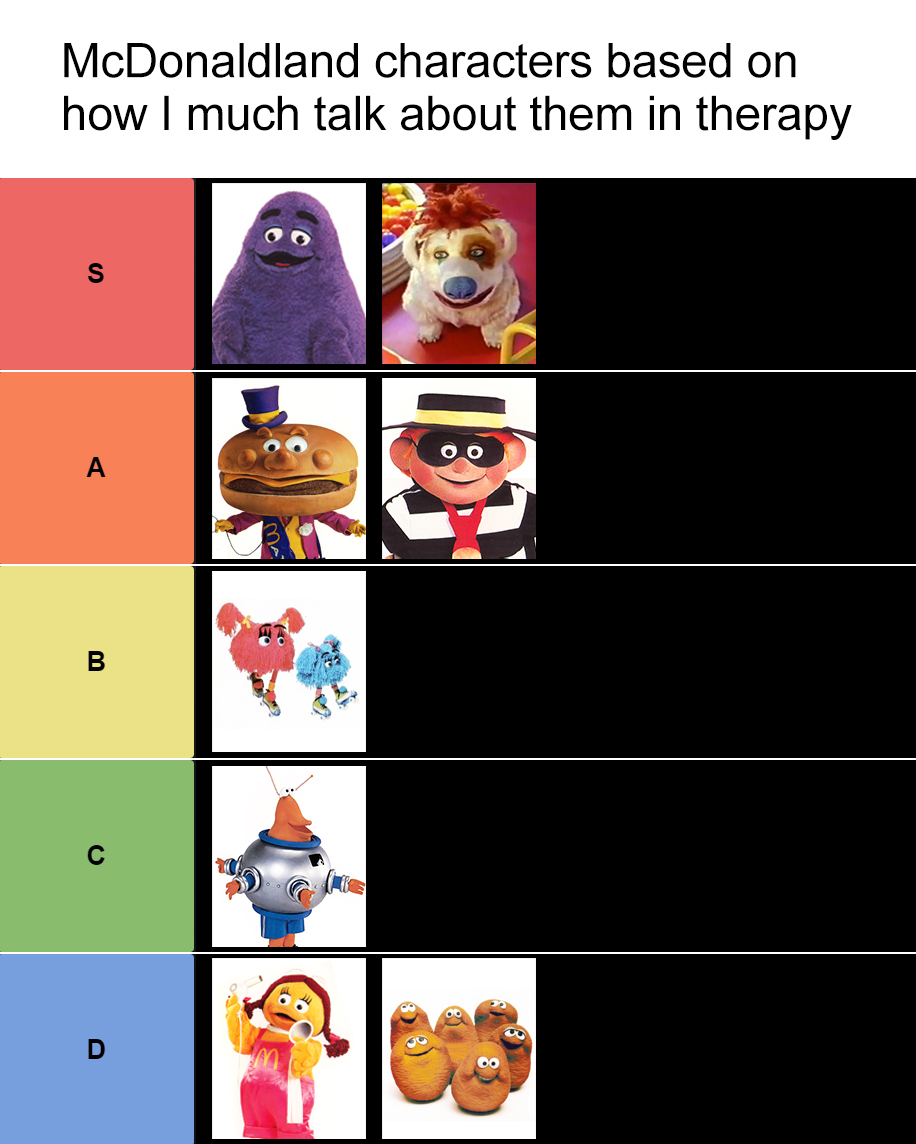 McDonaldland characters based on
how I much talk about them in therapy
S
A
B
C
D